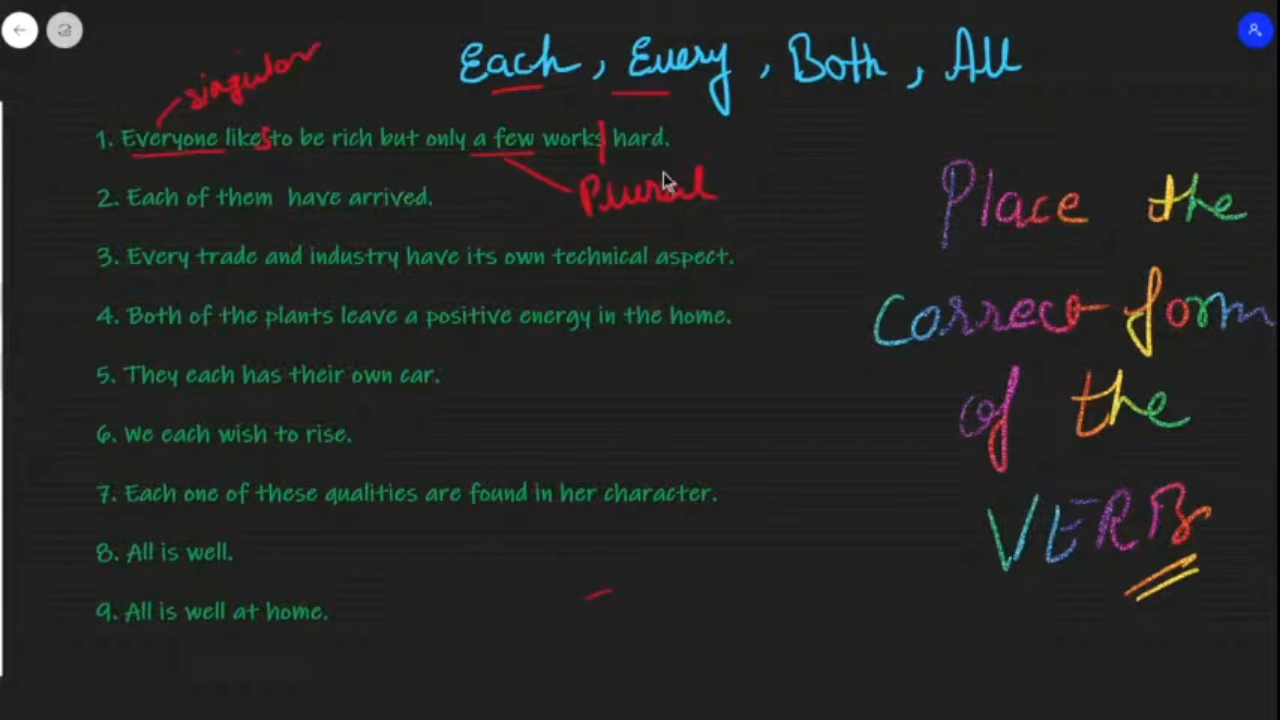 Each, Every, Both, All
singular
1. Everyone likes to be rich but only a few works hard.
Plural
2. Each of them have arrived.
3. Every trade and industry have its own technical aspect.
4. Both of the plants leave a positive energy in the home.
5. They each has their own car.
6. We each wish to rise.
7. Each one of these qualities are found in her character.
8. All is well.
9. All is well at home.
Place the
correct form
of the
VERB